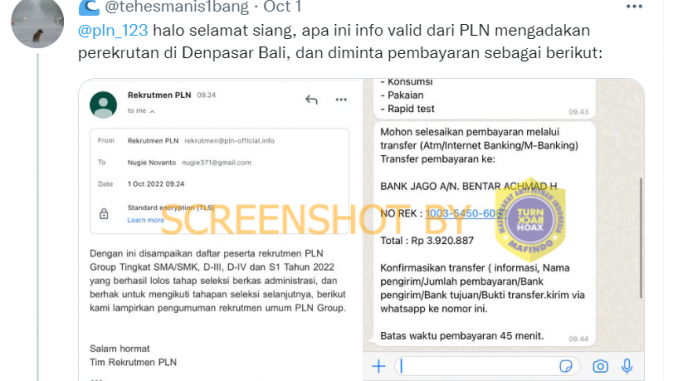 @tehesmanis1bang · Oct 1
@pln_123 halo selamat siang, apa ini info valid dari PLN mengadakan
perekrutan di Denpasar Bali, dan diminta pembayaran sebagai berikut:
Rekrutmen PLN 09.24
to me
From Rekrutmen PLN rekrutmen@pln-official.info
To Nugie Novanto nugie371@gmail.com
Date 1 Oct 2022 09.24
Standard encryption (TLS)
Learn more
Dengan ini disampaikan daftar peserta rekrutmen PLN
Group Tingkat SMA/SMK, D-III, D-IV dan S1 Tahun 2022
yang berhasil lolos tahap seleksi berkas administrasi, dan
berhak untuk mengikuti tahapan seleksi selanjutnya, berikut
kami lampirkan pengumuman rekrutmen umum PLN Group.
Salam hormat
Tim Rekrutmen PLN
- Konsumsi
- Pakaian
- Rapid test
09.43
Mohon selesaikan pembayaran melalui
transfer (Atm/Internet Banking/M-Banking)
Transfer pembayaran ke:
BANK JAGO A/N. BENTAR ACHMAD H
NO REK : 1003-5450-60
Total : Rp 3.920.887
Konfirmasikan transfer ( informasi, Nama
pengirim/Jumlah pembayaran/Bank
pengirim/Bank tujuan/Bukti transfer.kirim via
whatsapp ke nomor ini.
Batas waktu pembayaran 45 menit.
09.44
SCREENSHOT BY
MASYARAKAT ANTI FITNAH INDONESIA
TURN
BACK
HOAX
MAFINDO